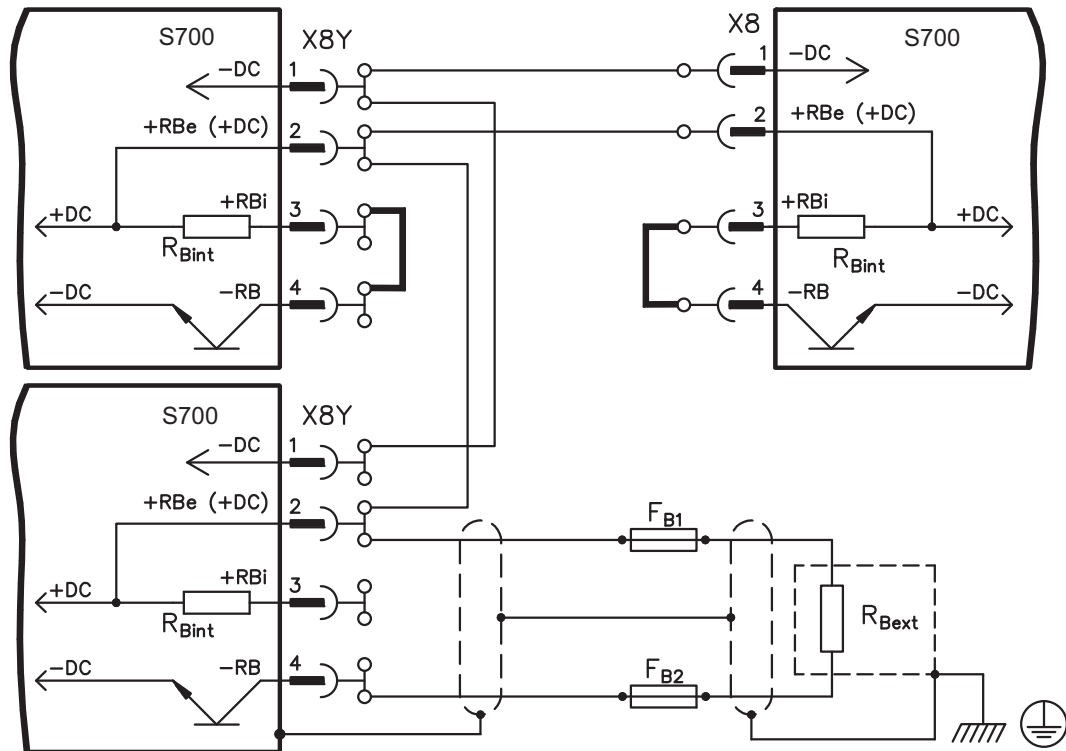 S700
X8Y
1
-DC
+RBe (+DC)
2
+DC
+RBi
3
RBint
-DC
-RB
4
X8
S700
1
-DC
2
+RBe (+DC)
3
+RBi
+DC
RBint
4
-RB
-DC
S700
X8Y
1
-DC
+RBe (+DC)
2
+DC
+RBi
3
RBint
-DC
-RB
4
FB1
RBext
FB2